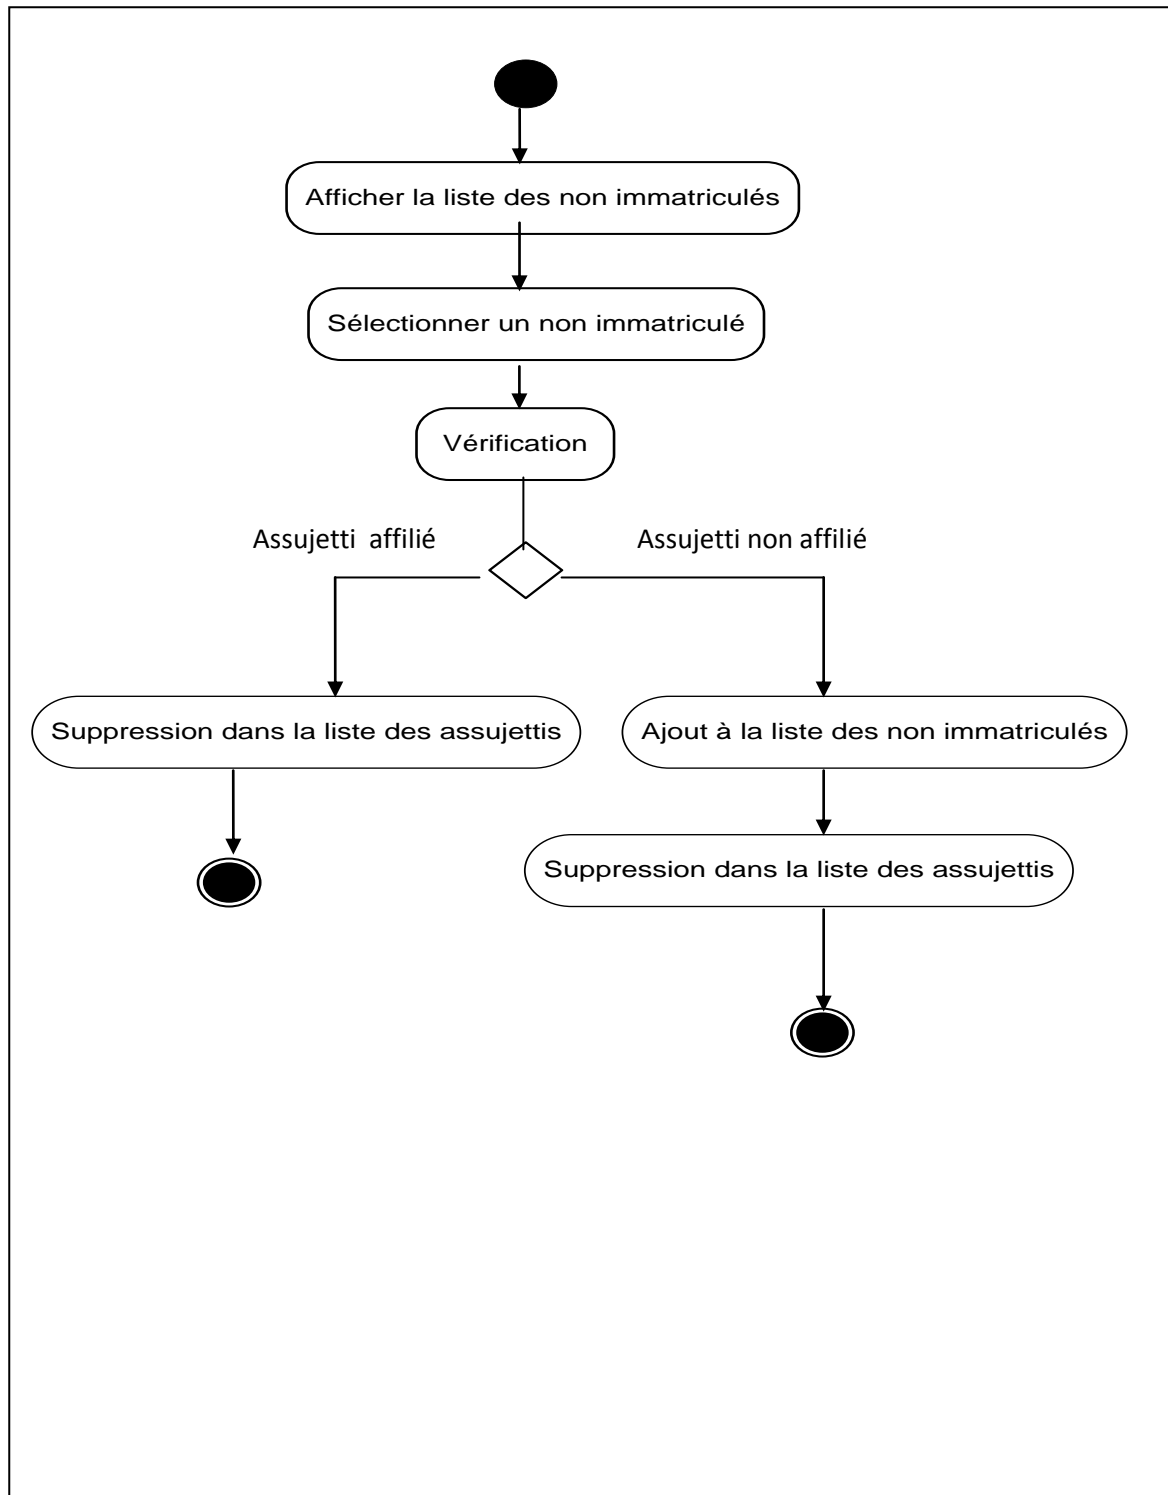 Afficher la liste des non immatriculés
Sélectionner un non immatriculé
Vérification
Assujetti  affilié
Assujetti non affilié
Suppression dans la liste des assujettis
Ajout à la liste des non immatriculés
Suppression dans la liste des assujettis